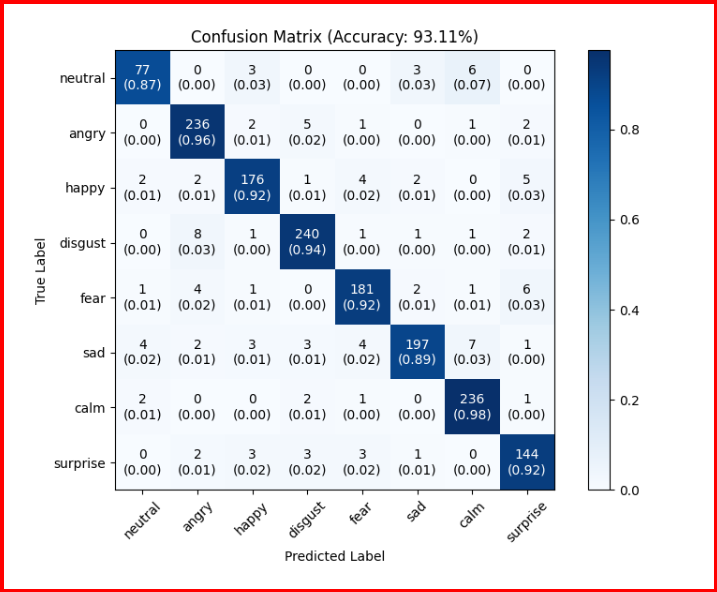 Confusion Matrix (Accuracy: 93.11%)
neutral
77 0 3 0 0 3 6 0
(0.87) (0.00) (0.03) (0.00) (0.00) (0.03) (0.07) (0.00)
angry
0 236 2 5 1 0 1 2
(0.00) (0.96) (0.01) (0.02) (0.00) (0.00) (0.00) (0.01)
happy
2 2 176 1 4 2 0 5
(0.01) (0.01) (0.92) (0.01) (0.02) (0.01) (0.00) (0.03)
disgust
0 8 1 240 1 1 1 2
(0.00) (0.03) (0.00) (0.94) (0.00) (0.00) (0.00) (0.01)
fear
1 4 1 0 181 2 1 6
(0.01) (0.02) (0.01) (0.00) (0.92) (0.01) (0.01) (0.03)
sad
4 2 3 3 4 197 7 1
(0.02) (0.01) (0.01) (0.01) (0.02) (0.89) (0.03) (0.00)
calm
2 0 0 2 1 0 236 1
(0.01) (0.00) (0.00) (0.01) (0.00) (0.00) (0.98) (0.00)
surprise
0 2 3 3 3 1 0 144
(0.00) (0.01) (0.02) (0.02) (0.02) (0.01) (0.00) (0.92)
True Label
neutral angry happy disgust fear sad calm surprise
Predicted Label
0.8
0.6
0.4
0.2
0.0